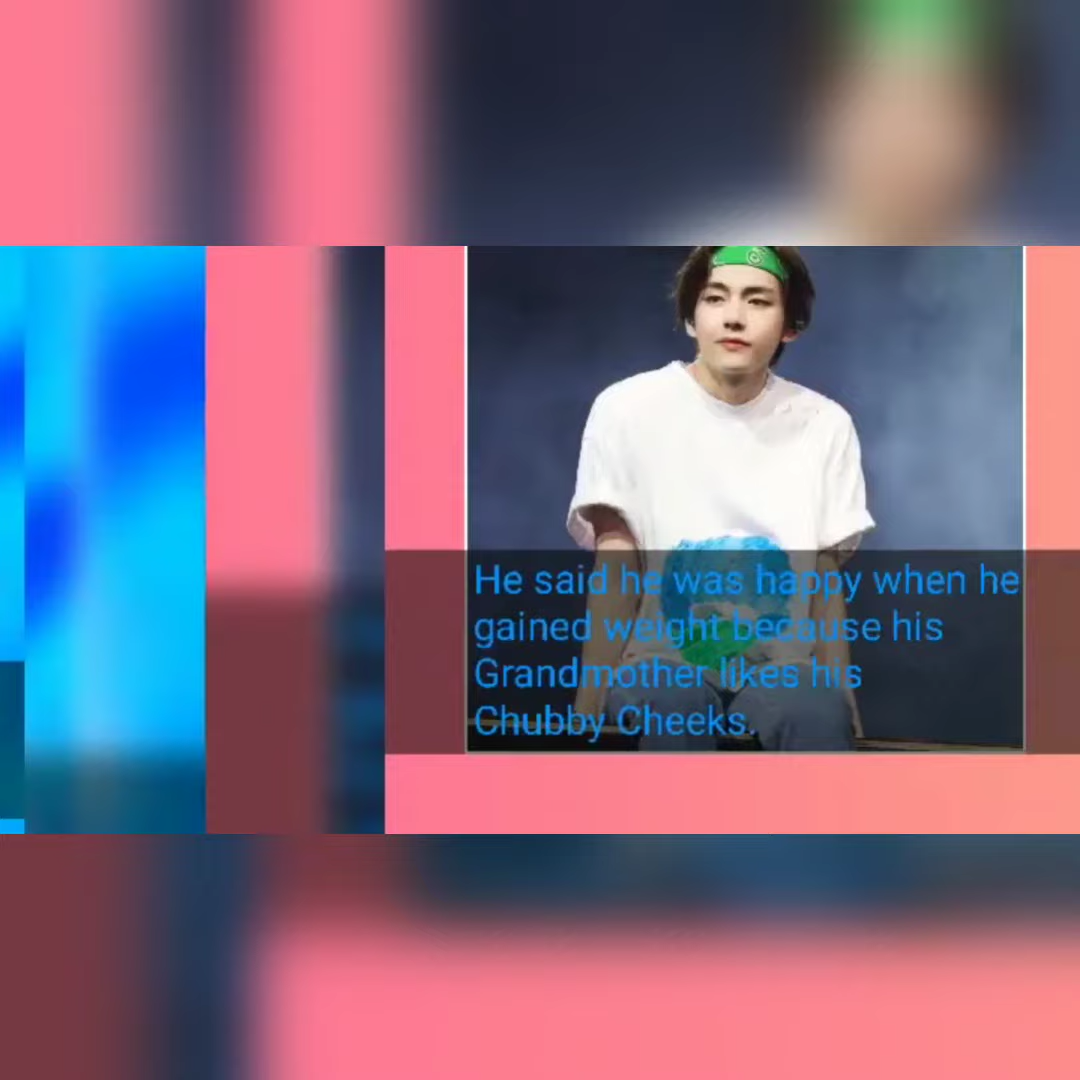 He said he was happy when he
gained weight because his
Grandmother likes his
Chubby Cheeks.